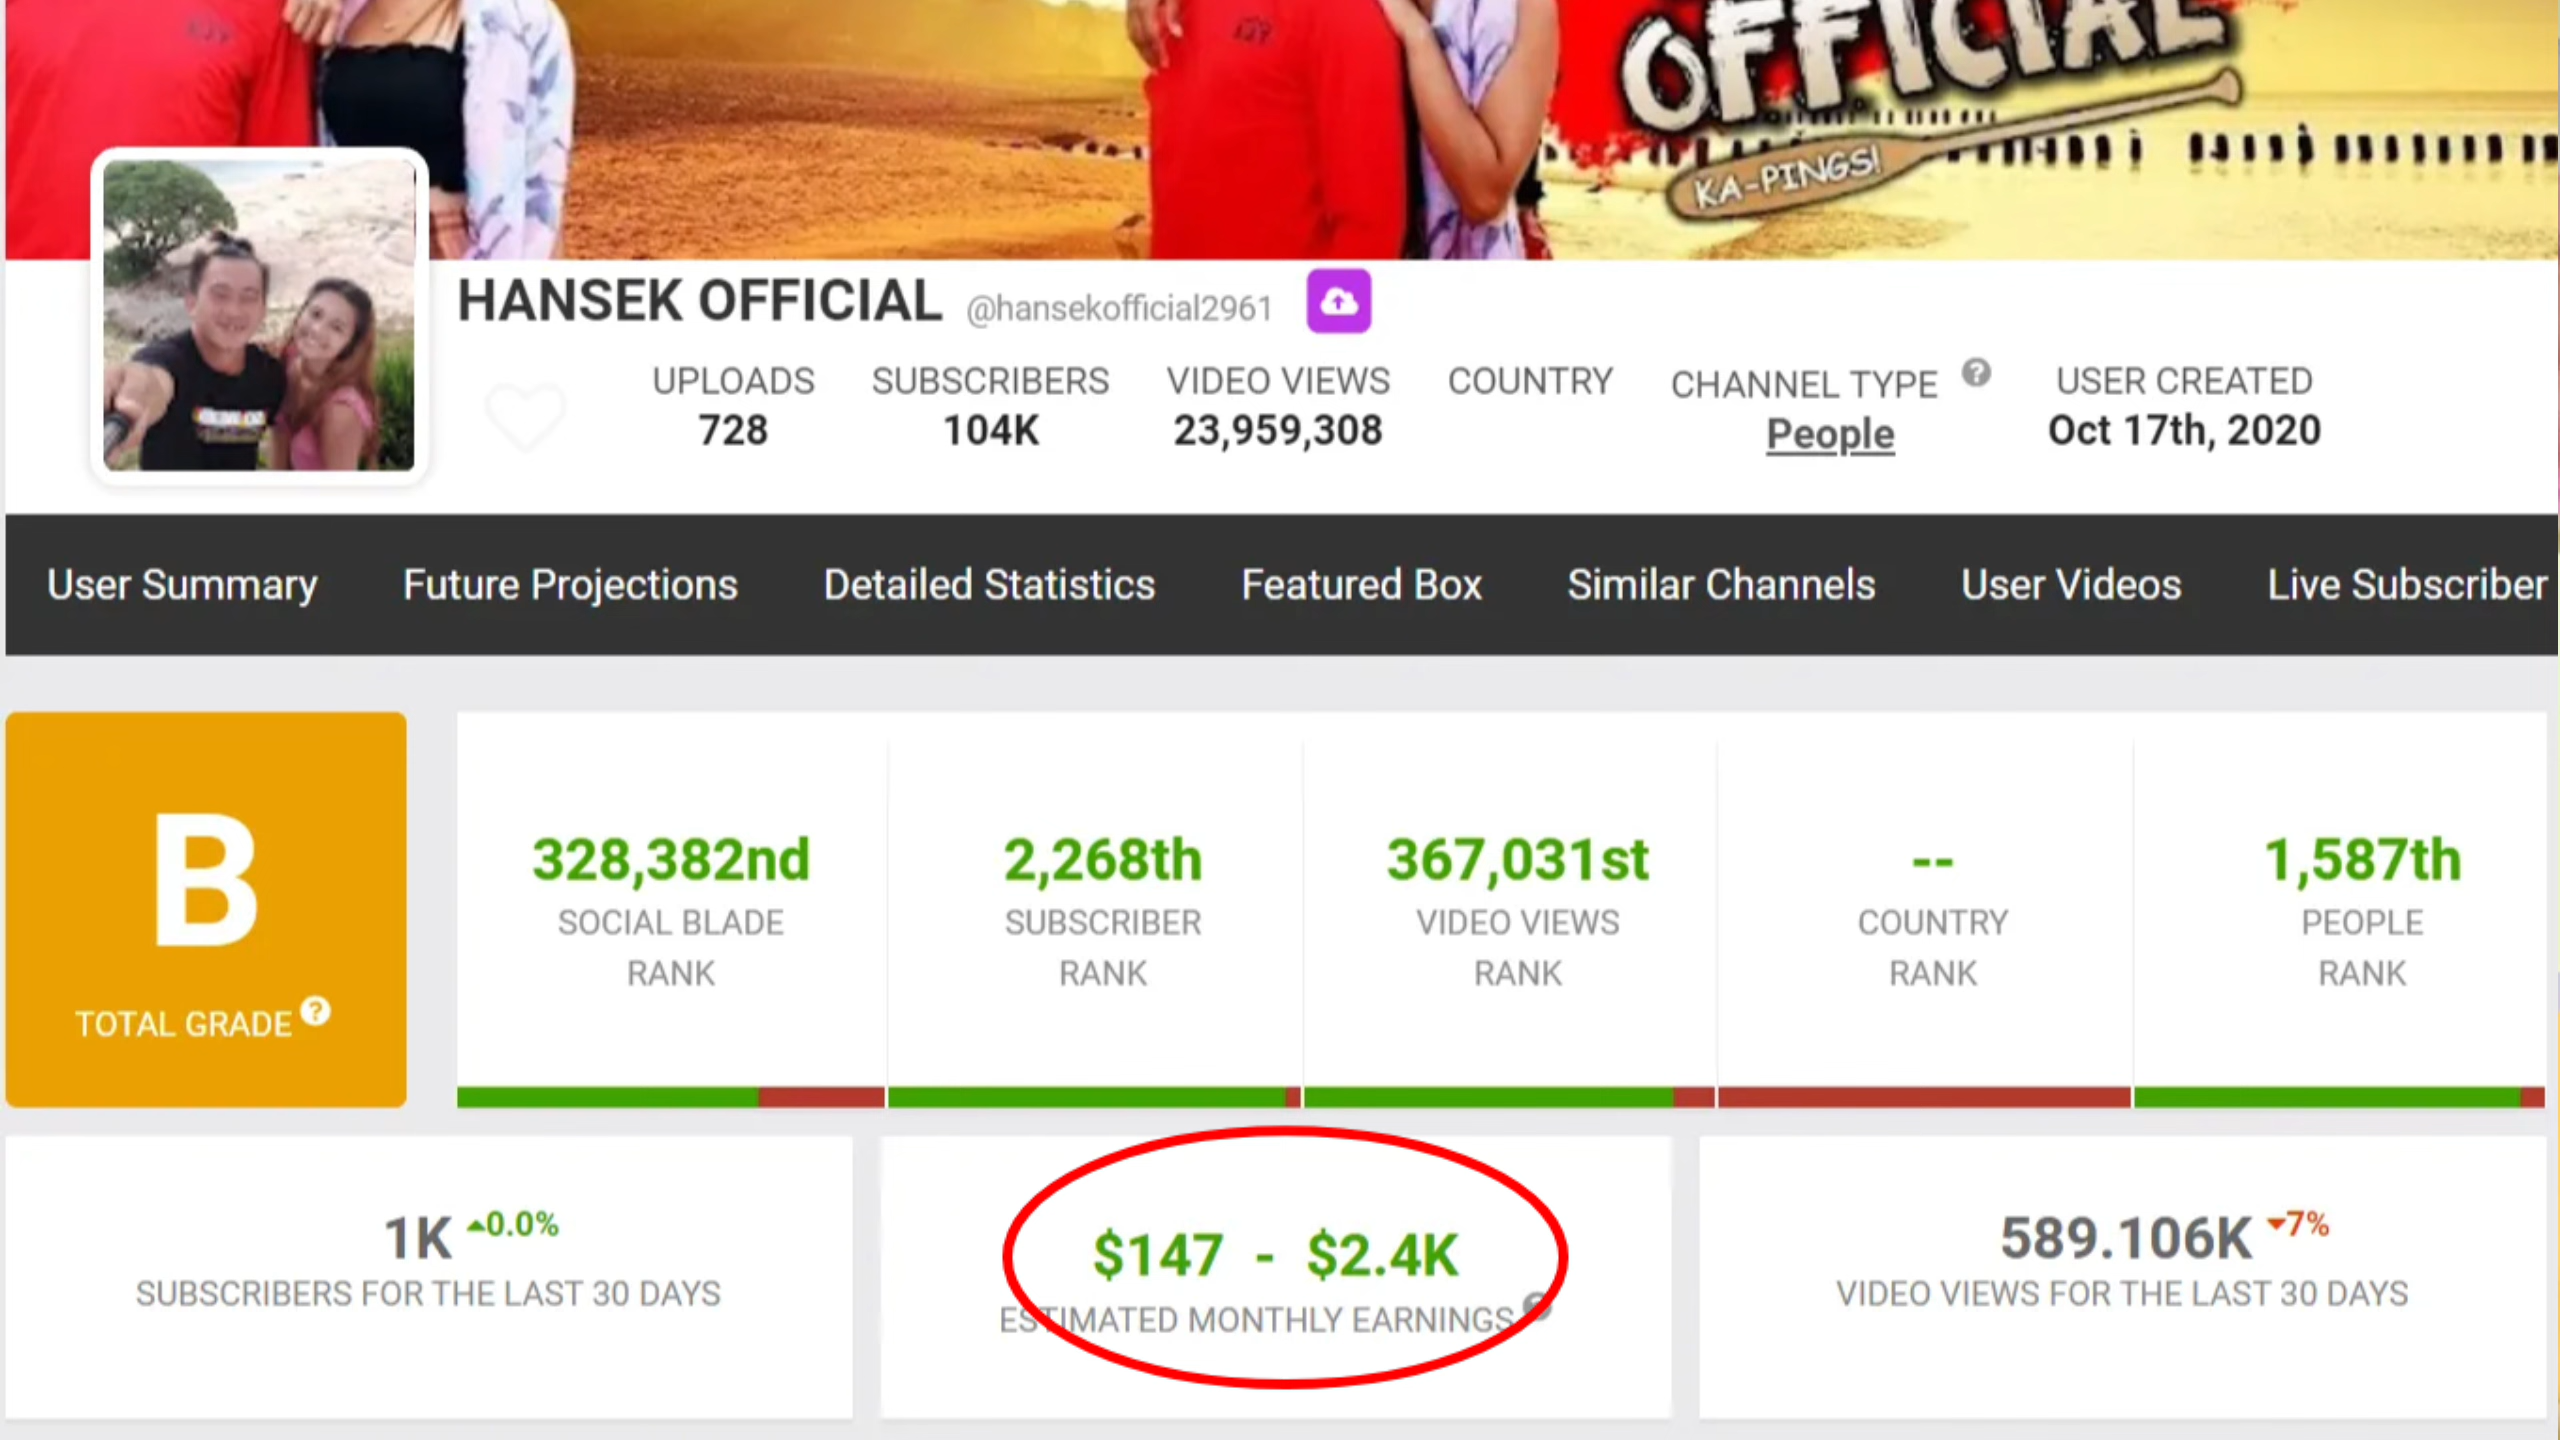 OFFICIAL
KA-PINGS!
HANSEK OFFICIAL @hansekofficial2961
UPLOADS SUBSCRIBERS VIDEO VIEWS COUNTRY CHANNEL TYPE ? USER CREATED
728 104K 23,959,308 People Oct 17th, 2020
User Summary Future Projections Detailed Statistics Featured Box Similar Channels User Videos Live Subscriber
B
TOTAL GRADE ?
328,382nd 2,268th 367,031st -- 1,587th
SOCIAL BLADE SUBSCRIBER VIDEO VIEWS COUNTRY PEOPLE
RANK RANK RANK RANK RANK
1K 0.0% $147 - $2.4K 589.106K 7%
SUBSCRIBERS FOR THE LAST 30 DAYS ESTIMATED MONTHLY EARNINGS VIDEO VIEWS FOR THE LAST 30 DAYS